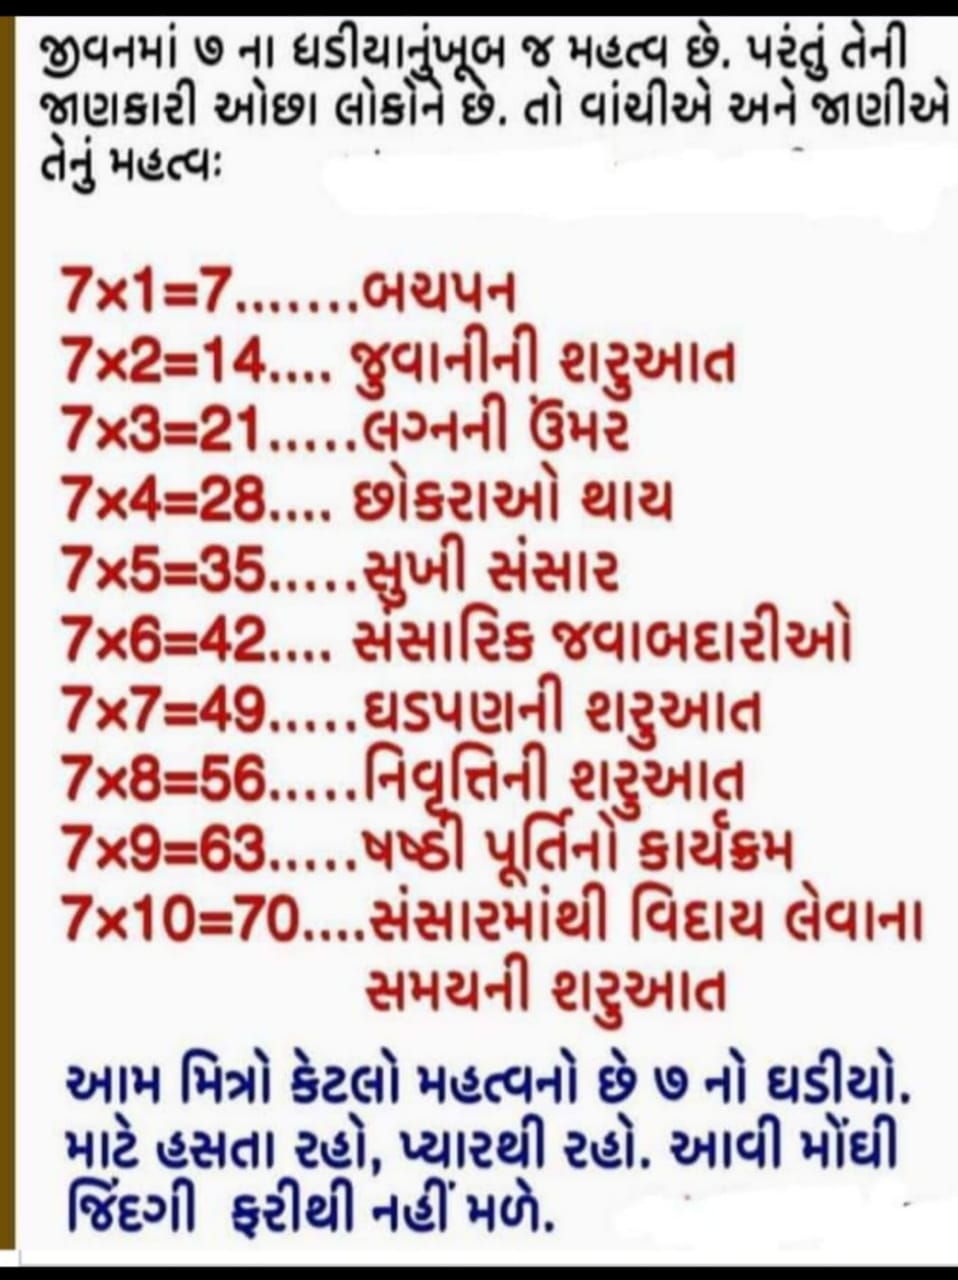 જીવનમાં ૭ ના ઘડીયાનુંખૂબ જ મહત્વ છે. પરંતુ તેની
જાણકારી ઓછા લોકોને છે. તો વાંચીએ અને જાણીએ
તેનું મહત્વઃ
7×1=7.......બચપન
7×2=14.... જુવાનીની શરુઆત
7×3=21.....લગ્નની ઉંમર
7×4=28.... છોકરાઓ થાય
7×5=35.....સુખી સંસાર
7×6=42.... સંસારિક જવાબદારીઓ
7×7=49.....ઘડપણની શરુઆત
7×8=56.....નિવૃત્તિની શરુઆત
7×9=63.....ષષ્ઠી પૂર્તિનો કાર્યક્રમ
7×10=70....સંસારમાંથી વિદાય લેવાના
સમયની શરુઆત
આમ મિત્રો કેટલો મહત્વનો છે ૭ નો ઘડીયો.
માટે હસતા રહો, પ્યારથી રહો. આવી મોંઘી
જિંદગી ફરીથી નહીં મળે.